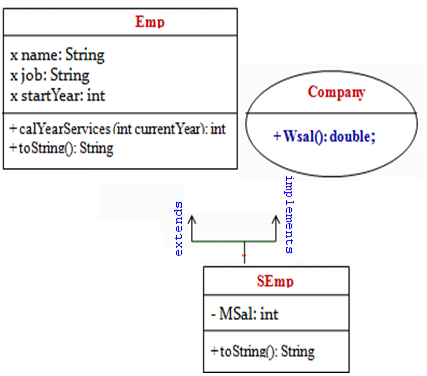 Emp
x name: String
x job: String
x startYear: int
+ calYearServices (int currentYear): int
+ toString(): String
Company
+ Wsal(): double;
extends
implements
SEmp
- MSal: int
+ toString(): String